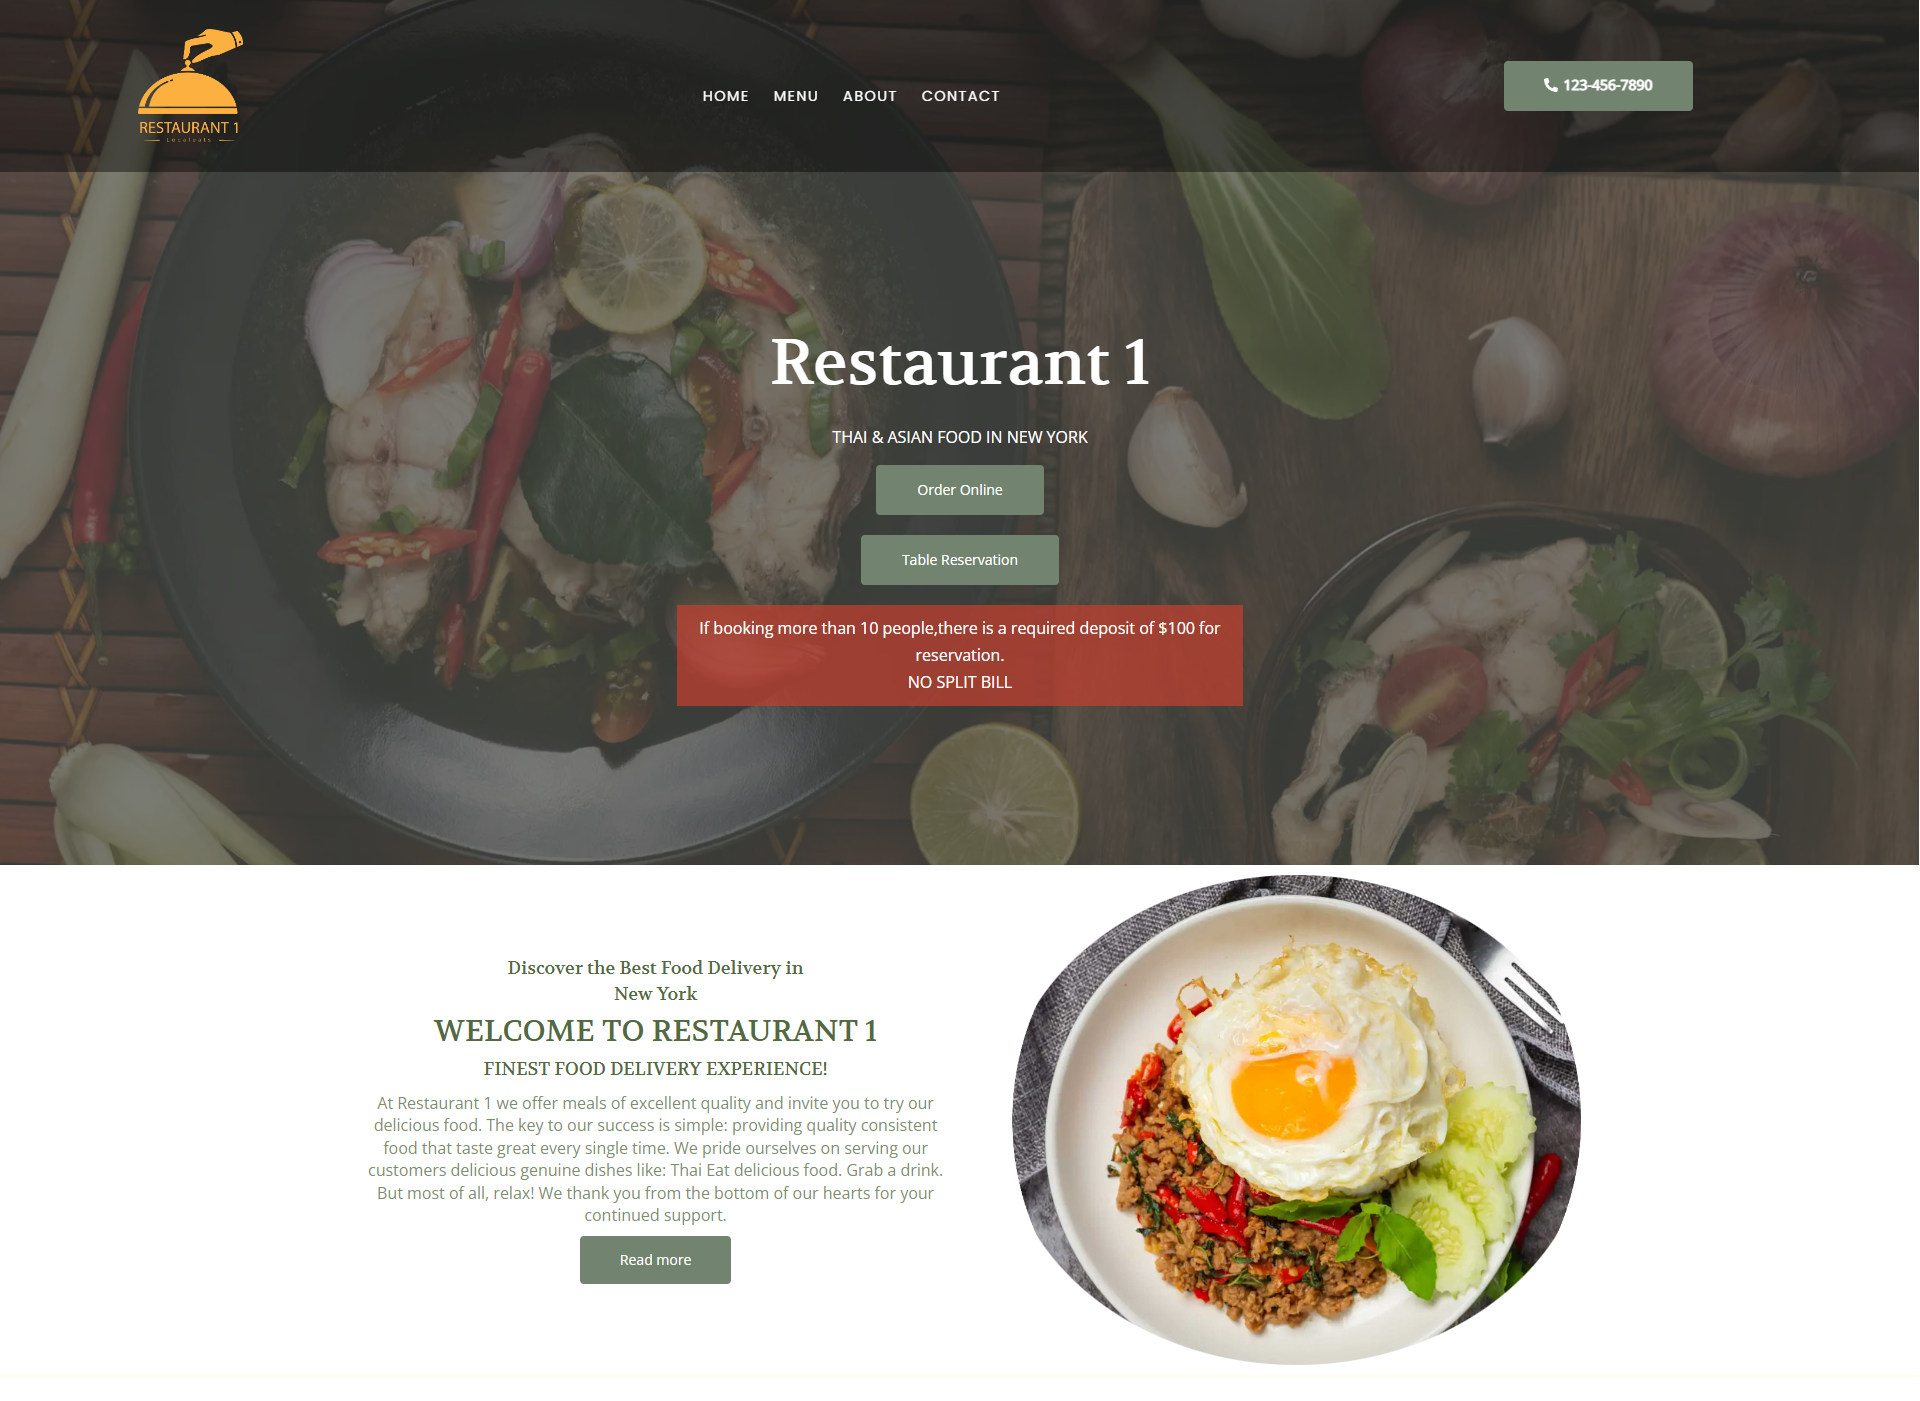 RESTAURANT 1
Localeats
HOME MENU ABOUT CONTACT
123-456-7890
Restaurant 1
THAI & ASIAN FOOD IN NEW YORK
Order Online
Table Reservation
If booking more than 10 people,there is a required deposit of $100 for
reservation.
NO SPLIT BILL
Discover the Best Food Delivery in
New York
WELCOME TO RESTAURANT 1
FINEST FOOD DELIVERY EXPERIENCE!
At Restaurant 1 we offer meals of excellent quality and invite you to try our
delicious food. The key to our success is simple: providing quality consistent
food that taste great every single time. We pride ourselves on serving our
customers delicious genuine dishes like: Thai Eat delicious food. Grab a drink.
But most of all, relax! We thank you from the bottom of our hearts for your
continued support.
Read more